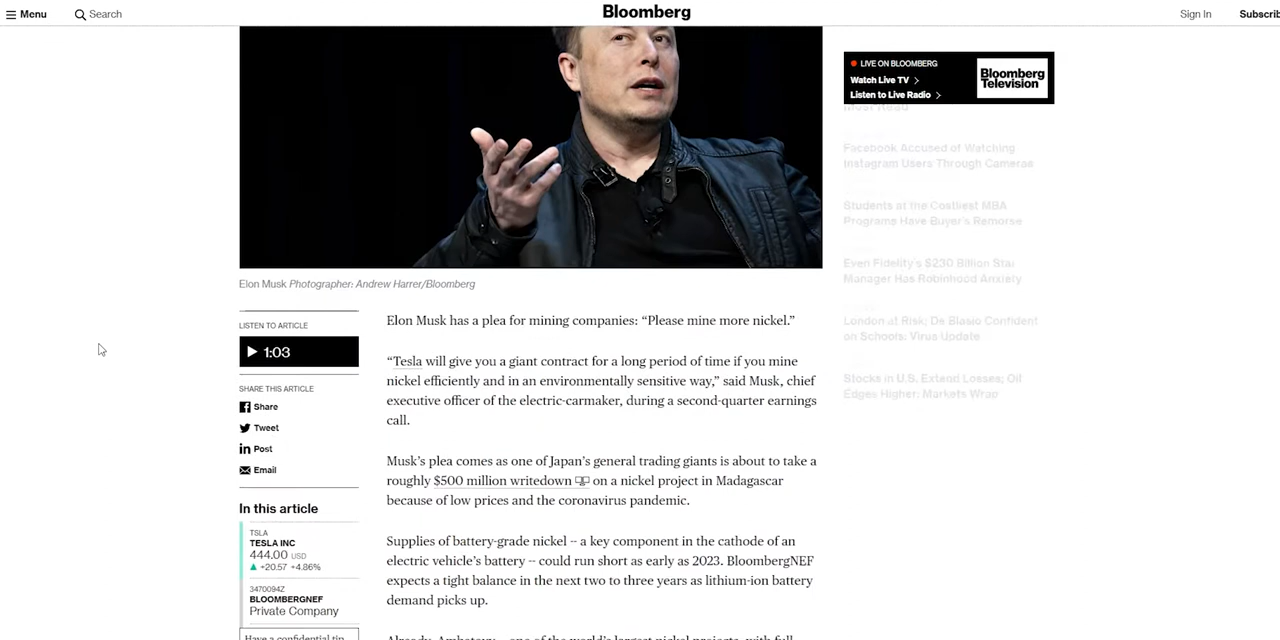 Menu
Search
Bloomberg
Sign In
Subscrib
LIVE ON BLOOMBERG
Watch Live TV
Listen to Live Radio
Bloomberg
Television
Most Read
Facebook Accused of Watching
Instagram Users Through Cameras
Students at the Costliest MBA
Programs Have Buyer's Remorse
Even Fidelity's $230 Billion Star
Manager Has Robinhood Anxiety
London at Risk; De Blasio Confident
on Schools: Virus Update
Stocks in U.S. Extend Losses; Oil
Edges Higher: Markets Wrap
Elon Musk Photographer: Andrew Harrer/Bloomberg
LISTEN TO ARTICLE
1:03
SHARE THIS ARTICLE
Share
Tweet
Post
Email
In this article
TSLA
TESLA INC
444.00 USD
+20.57 +4.86%
3470094Z
BLOOMBERGNEF
Private Company
Have a confidential tip
Elon Musk has a plea for mining companies: “Please mine more nickel.”
“Tesla will give you a giant contract for a long period of time if you mine
nickel efficiently and in an environmentally sensitive way,” said Musk, chief
executive officer of the electric-carmaker, during a second-quarter earnings
call.
Musk’s plea comes as one of Japan’s general trading giants is about to take a
roughly $500 million writedown on a nickel project in Madagascar
because of low prices and the coronavirus pandemic.
Supplies of battery-grade nickel -- a key component in the cathode of an
electric vehicle’s battery -- could run short as early as 2023. BloombergNEF
expects a tight balance in the next two to three years as lithium-ion battery
demand picks up.
Already, Ambatovy -- one of the world’s largest nickel projects, with full